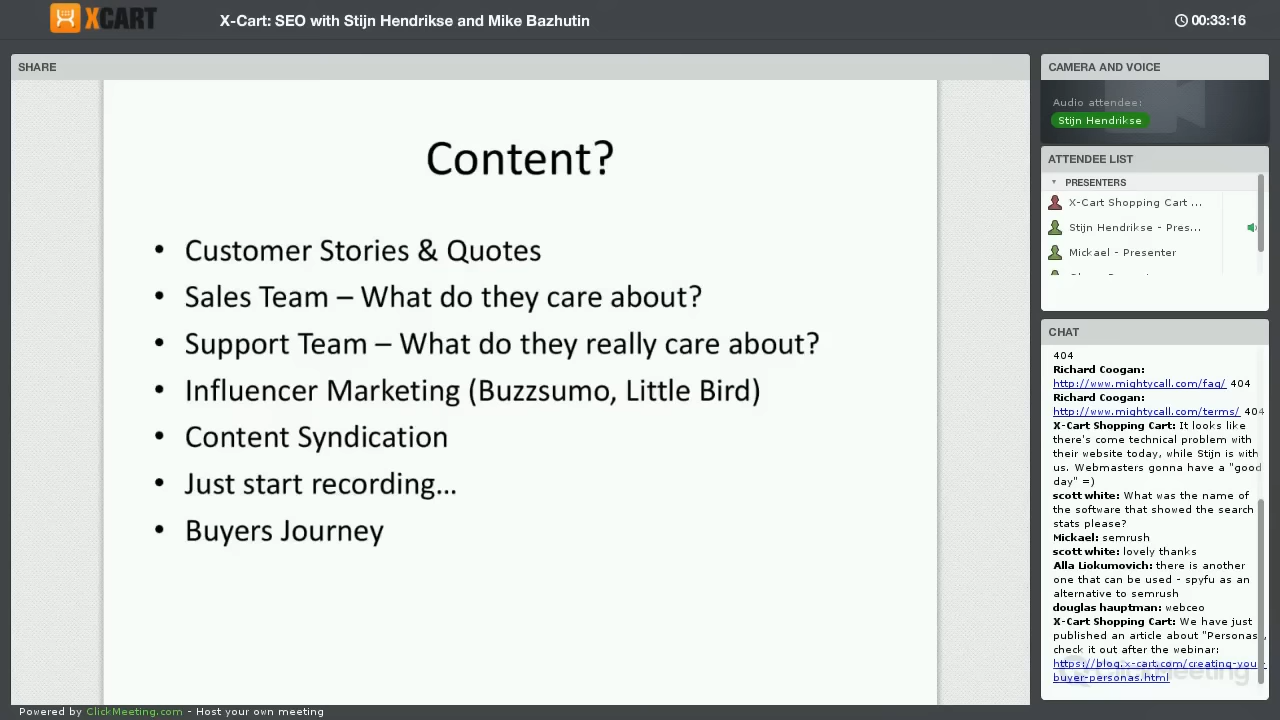 XCART
X-Cart: SEO with Stijn Hendrikse and Mike Bazhutin
00:33:16
SHARE
Content?
• Customer Stories & Quotes
• Sales Team – What do they care about?
• Support Team – What do they really care about?
• Influencer Marketing (Buzzsumo, Little Bird)
• Content Syndication
• Just start recording…
• Buyers Journey
CAMERA AND VOICE
Audio attendee:
Stijn Hendrikse
ATTENDEE LIST
PRESENTERS
X-Cart Shopping Cart ...
Stijn Hendrikse - Pres...
Mickael - Presenter
CHAT
404
Richard Coogan:
http://www.mightycall.com/faq/ 404
Richard Coogan:
http://www.mightycall.com/terms/ 404
X-Cart Shopping Cart: It looks like
there's come technical problem with
their website today, while Stijn is with
us. Webmasters gonna have a "good
day" =)
scott white: What was the name of
the software that showed the search
stats please?
Mickael: semrush
scott white: lovely thanks
Alla Liokumovich: there is another
one that can be used - spyfu as an
alternative to semrush
douglas hauptman: webceo
X-Cart Shopping Cart: We have just
published an article about "Personas",
check it out after the webinar:
https://blog.x-cart.com/creating-you-
buyer-personas.html
Powered by ClickMeeting.com - Host your own meeting